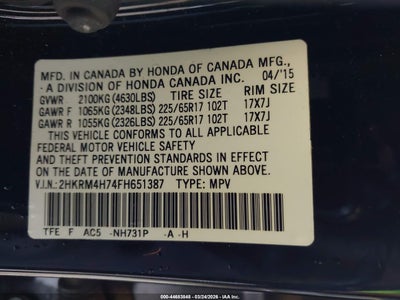 MFD. IN CANADA BY HONDA OF CANADA MFG.,
A DIVISION OF HONDA CANADA INC. 04/'15
GVWR 2100KG (4630LBS) TIRE SIZE RIM SIZE
GAWR F 1065KG (2348LBS) 225/65R17 102T 17X7J
GAWR R 1055KG (2326LBS) 225/65R17 102T 17X7J
THIS VEHICLE CONFORMS TO ALL APPLICABLE
FEDERAL MOTOR VEHICLE SAFETY
AND THEFT PREVENTION STANDARDS IN EFFECT
ON THE DATE OF MANUFACTURE SHOWN ABOVE.
V.I.N.: 2HKRM4H74FH651387 TYPE: MPV
TFE F AC5 -NH731P -A -H
000-44663848 - 03/24/2026 - IAA Inc.